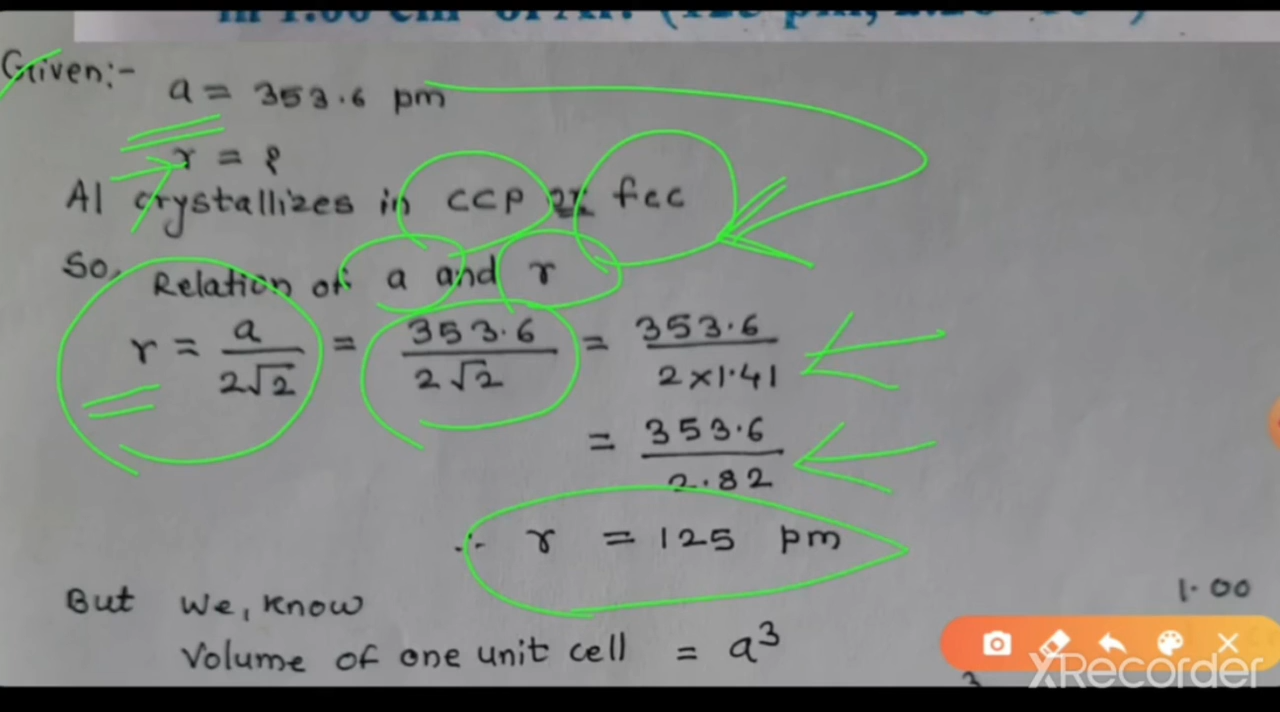 Given:-
a = 353.6 pm
r = ?
Al crystallizes in CCP or fcc
So, Relation of a and r
r = a/2√2 = 353.6/2√2 = 353.6/2×1.41
= 353.6/2.82
∴ r = 125 pm
But We, know
1.00
Volume of one unit cell = a³
XRecorder